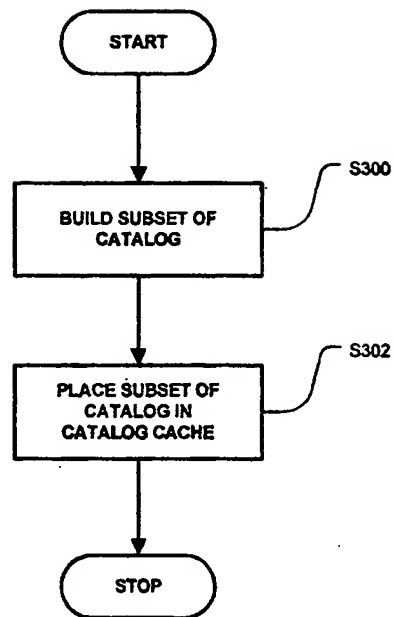 START
BUILD SUBSET OF
CATALOG
S300
PLACE SUBSET OF
CATALOG IN
CATALOG CACHE
S302
STOP